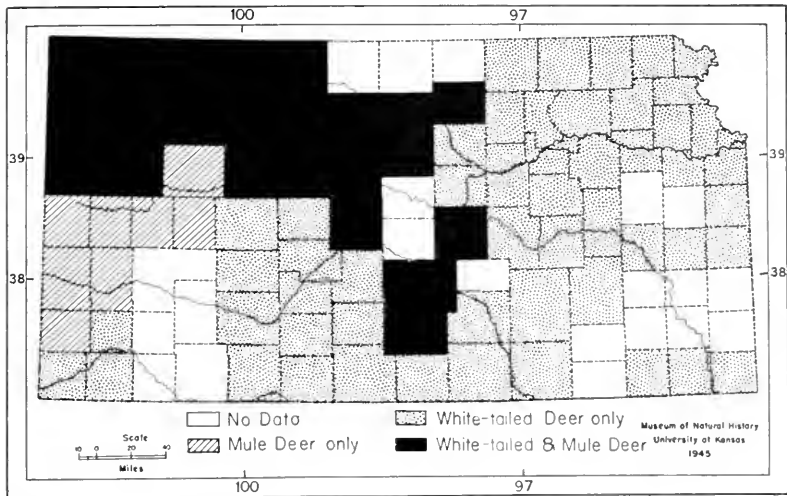 100 97
39 39
38 38
No Data White-tailed Deer only
Mule Deer only White-tailed & Mule Deer
Scale
10 0 20 40
Miles
Museum of Natural History
University of Kansas
1945
100 97